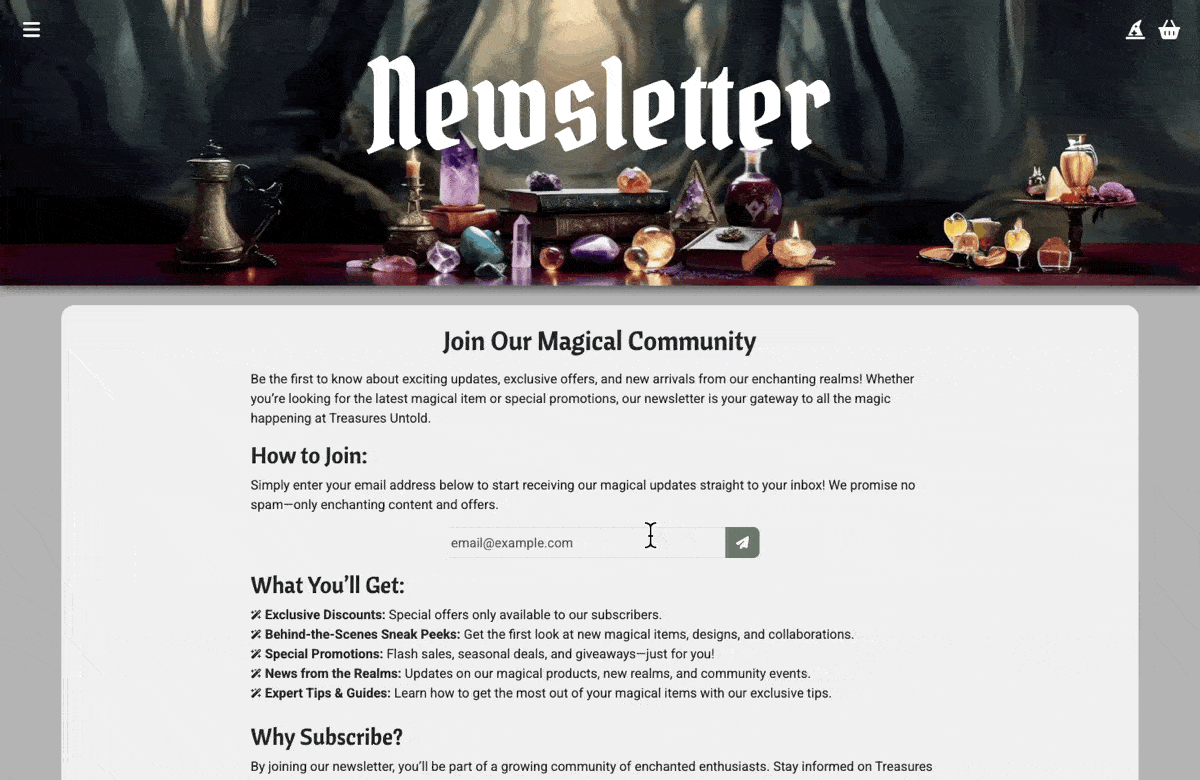 Newsletter
Join Our Magical Community
Be the first to know about exciting updates, exclusive offers, and new arrivals from our enchanting realms! Whether
you’re looking for the latest magical item or special promotions, our newsletter is your gateway to all the magic
happening at Treasures Untold.
How to Join:
Simply enter your email address below to start receiving our magical updates straight to your inbox! We promise no
spam—only enchanting content and offers.
email@example.com
What You’ll Get:
Exclusive Discounts: Special offers only available to our subscribers.
Behind-the-Scenes Sneak Peeks: Get the first look at new magical items, designs, and collaborations.
Special Promotions: Flash sales, seasonal deals, and giveaways—just for you!
News from the Realms: Updates on our magical products, new realms, and community events.
Expert Tips & Guides: Learn how to get the most out of your magical items with our exclusive tips.
Why Subscribe?
By joining our newsletter, you’ll be part of a growing community of enchanted enthusiasts. Stay informed on Treasures